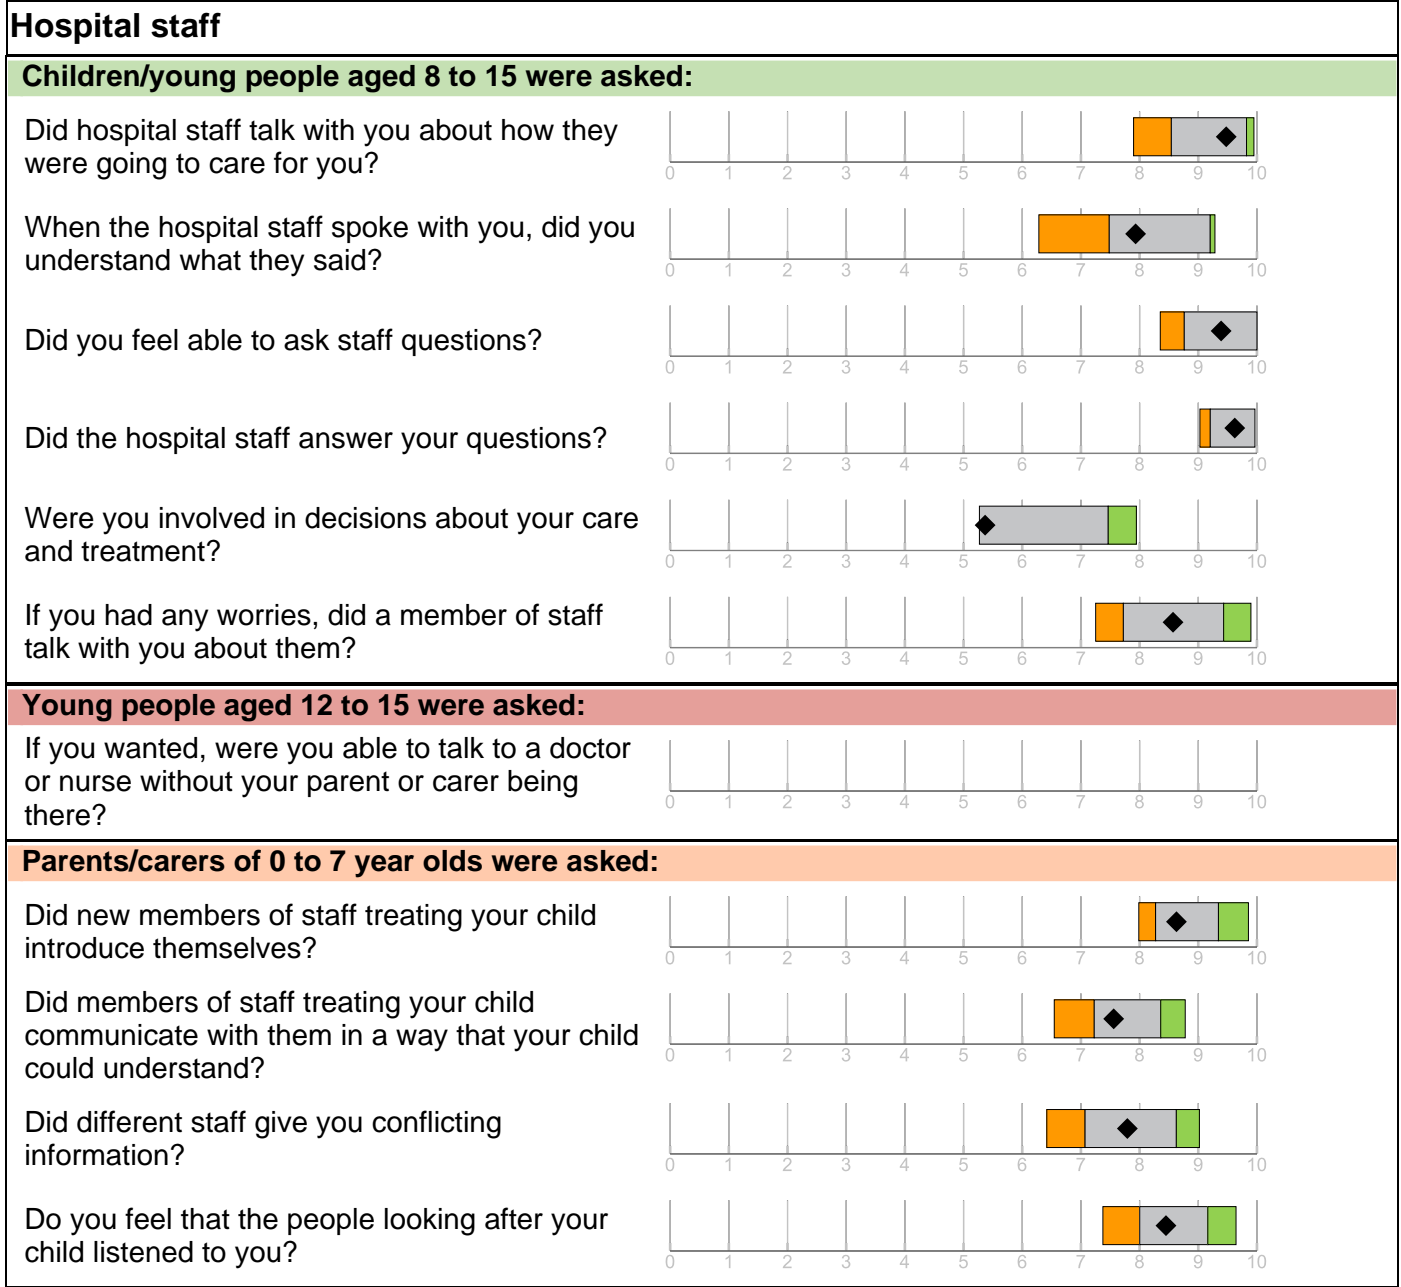 Hospital staff
Children/young people aged 8 to 15 were asked:
Did hospital staff talk with you about how they
were going to care for you?
0 1 2 3 4 5 6 7 8 9 10
When the hospital staff spoke with you, did you
understand what they said?
0 1 2 3 4 5 6 7 8 9 10
Did you feel able to ask staff questions?
0 1 2 3 4 5 6 7 8 9 10
Did the hospital staff answer your questions?
0 1 2 3 4 5 6 7 8 9 10
Were you involved in decisions about your care
and treatment?
0 1 2 3 4 5 6 7 8 9 10
If you had any worries, did a member of staff
talk with you about them?
0 1 2 3 4 5 6 7 8 9 10
Young people aged 12 to 15 were asked:
If you wanted, were you able to talk to a doctor
or nurse without your parent or carer being
there?
0 1 2 3 4 5 6 7 8 9 10
Parents/carers of 0 to 7 year olds were asked:
Did new members of staff treating your child
introduce themselves?
0 1 2 3 4 5 6 7 8 9 10
Did members of staff treating your child
communicate with them in a way that your child
could understand?
0 1 2 3 4 5 6 7 8 9 10
Did different staff give you conflicting
information?
0 1 2 3 4 5 6 7 8 9 10
Do you feel that the people looking after your
child listened to you?
0 1 2 3 4 5 6 7 8 9 10